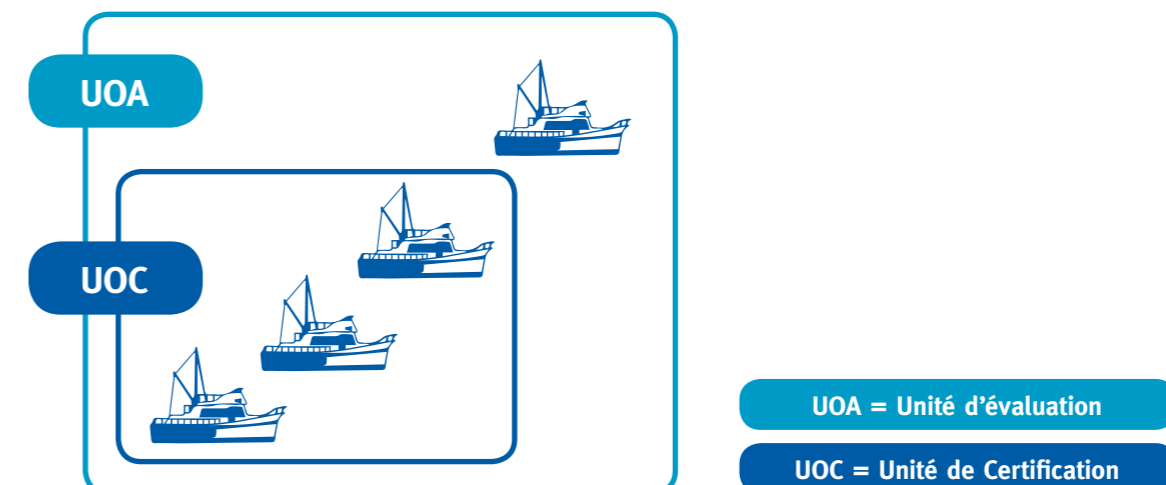 UOA
UOC
UOA = Unité d'évaluation
UOC = Unité de Certification